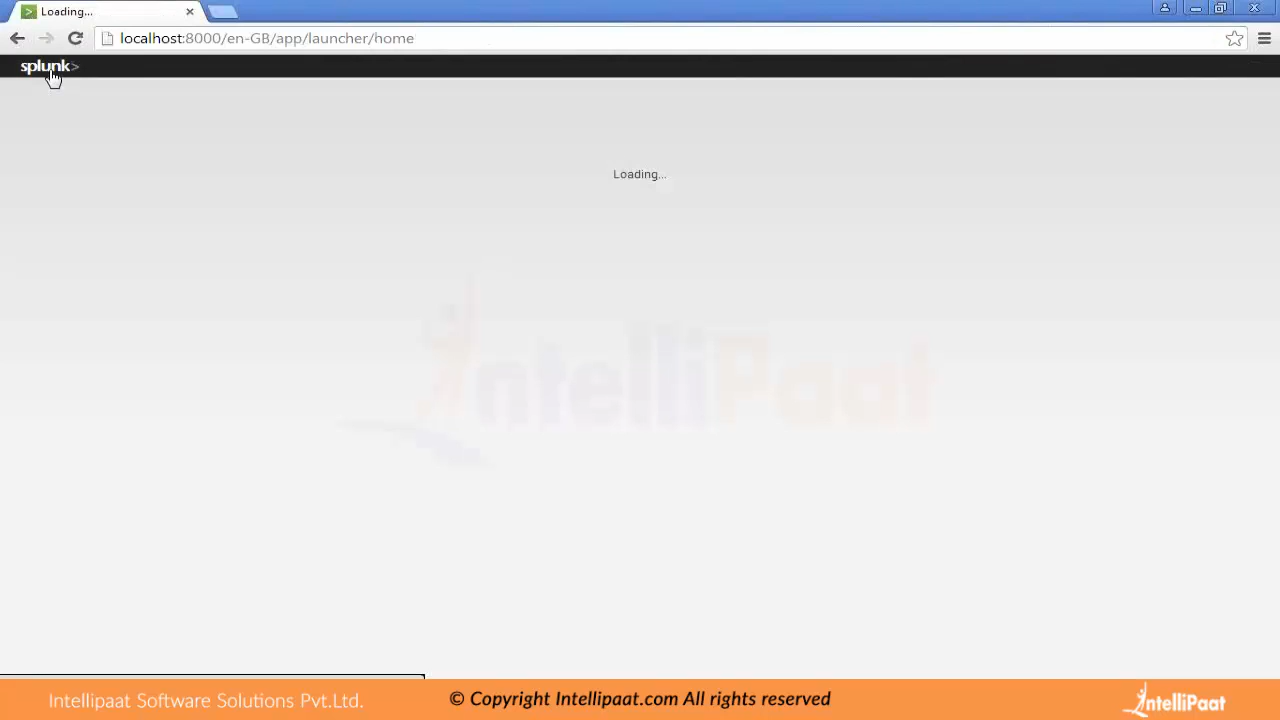 Loading...
localhost:8000/en-GB/app/launcher/home
splunk>
Loading...
IntelliPaat
Intellipaat Software Solutions Pvt.Ltd.
© Copyright Intellipaat.com All rights reserved
IntelliPaat